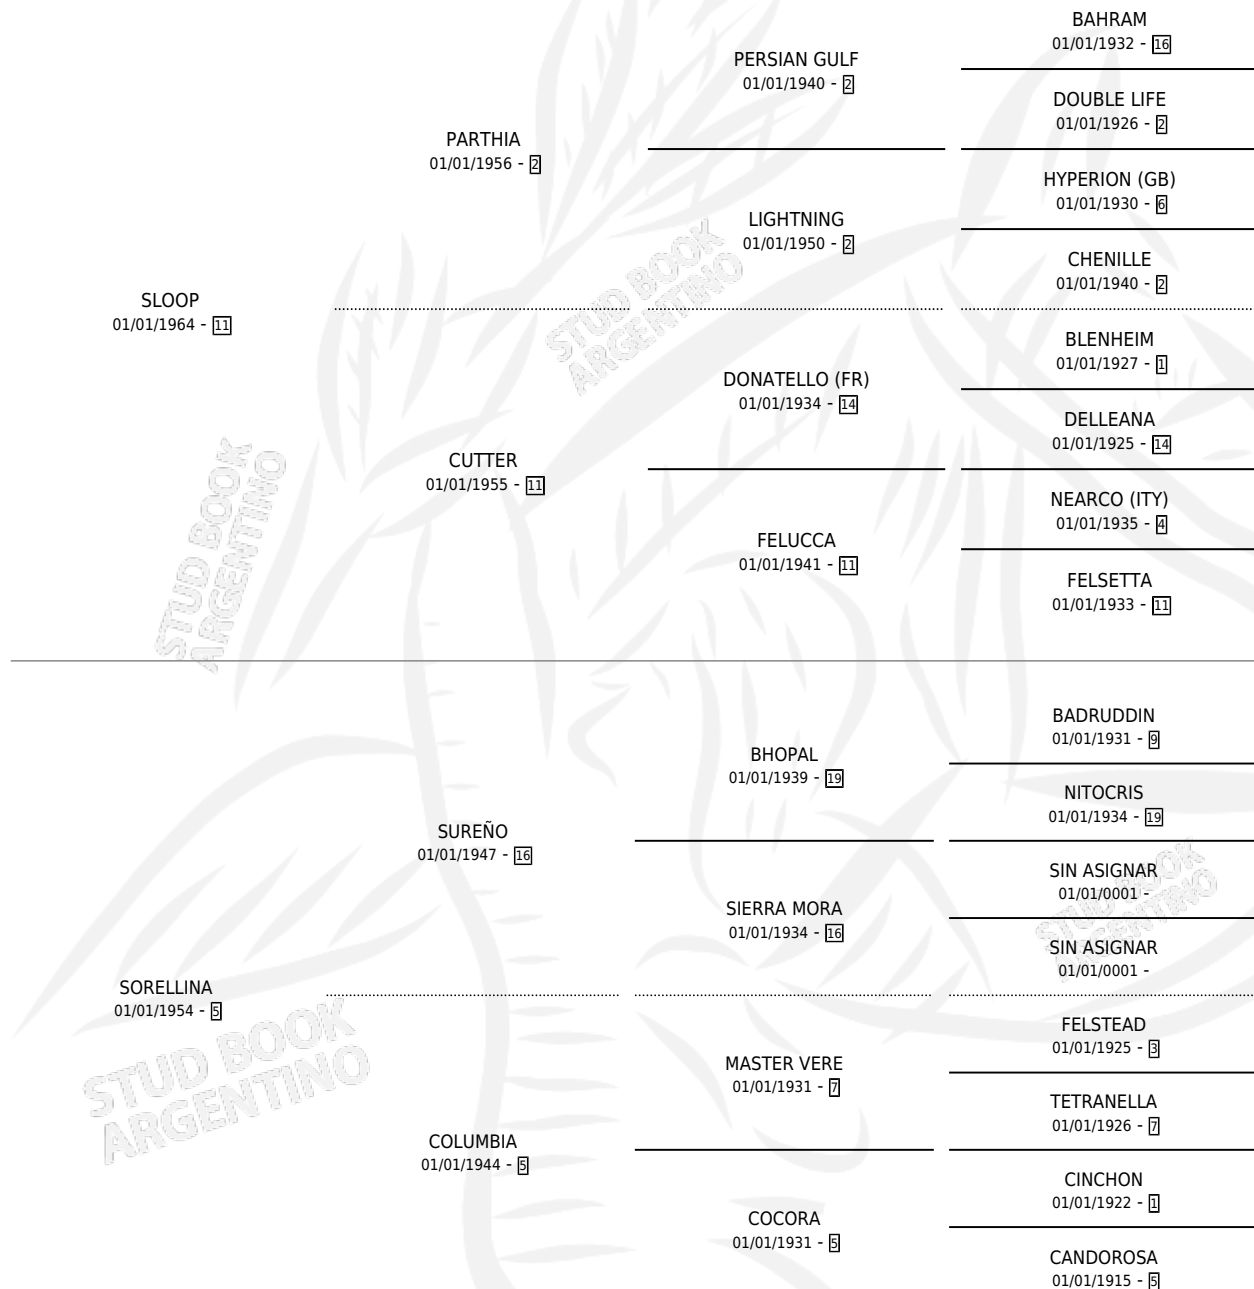 BAHRAM
01/01/1932 - 16
PERSIAN GULF
01/01/1940 - 2
DOUBLE LIFE
01/01/1926 - 2
PARTHIA
01/01/1956 - 2
HYPERION (GB)
01/01/1930 - 6
LIGHTNING
01/01/1950 - 2
CHENILLE
01/01/1940 - 2
SLOOP
01/01/1964 - 11
BLENHEIM
01/01/1927 - 1
DONATELLO (FR)
01/01/1934 - 14
DELLEANA
01/01/1925 - 14
CUTTER
01/01/1955 - 11
NEARCO (ITY)
01/01/1935 - 4
FELUCCA
01/01/1941 - 11
FELSETTA
01/01/1933 - 11
BADRUDDIN
01/01/1931 - 9
BHOPAL
01/01/1939 - 19
NITOCRIS
01/01/1934 - 19
SUREÑO
01/01/1947 - 16
SIN ASIGNAR
01/01/0001 -
SIERRA MORA
01/01/1934 - 16
SIN ASIGNAR
01/01/0001 -
SORELLINA
01/01/1954 - 5
FELSTEAD
01/01/1925 - 3
MASTER VERE
01/01/1931 - 7
TETRANELLA
01/01/1926 - 7
COLUMBIA
01/01/1944 - 5
CINCHON
01/01/1922 - 1
COCORA
01/01/1931 - 5
CANDOROSA
01/01/1915 - 5
STUD BOOK
ARGENTINO
STUD BOOK
ARGENTINO
STUD BOOK
ARGENTINO
STUD BOOK
ARGENTINO